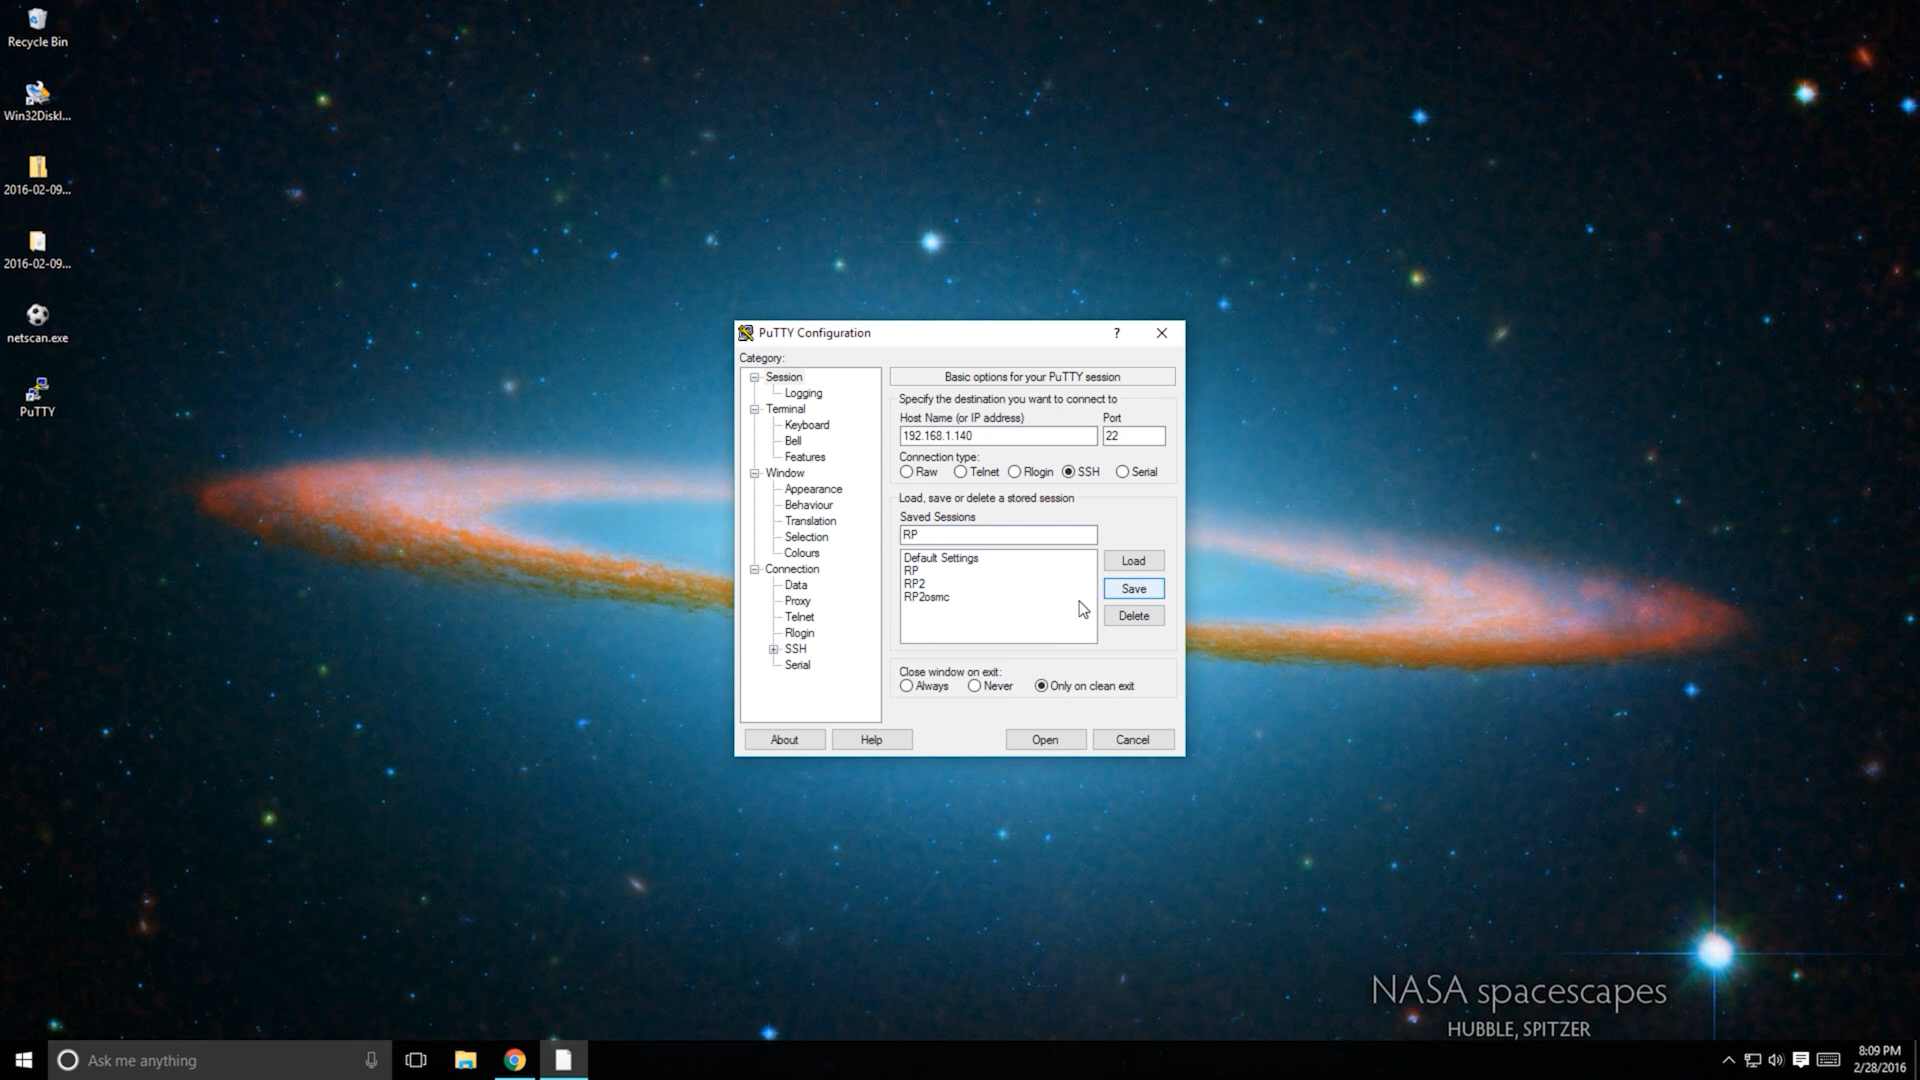 Recycle Bin
Win32DiskI...
2016-02-09...
2016-02-09...
netscan.exe
PuTTY
PuTTY Configuration
?
Category:
Session
Logging
Terminal
Keyboard
Bell
Features
Window
Appearance
Behaviour
Translation
Selection
Colours
Connection
Data
Proxy
Telnet
Rlogin
SSH
Serial
Basic options for your PuTTY session
Specify the destination you want to connect to
Host Name (or IP address) Port
192.168.1.140 22
Connection type:
Raw Telnet Rlogin SSH Serial
Load, save or delete a stored session
Saved Sessions
RP
Default Settings
RP
RP2
RP2osmc
Load
Save
Delete
Close window on exit:
Always Never Only on clean exit
About Help Open Cancel
NASA spacescapes
HUBBLE, SPITZER
Ask me anything
8:09 PM
2/28/2016